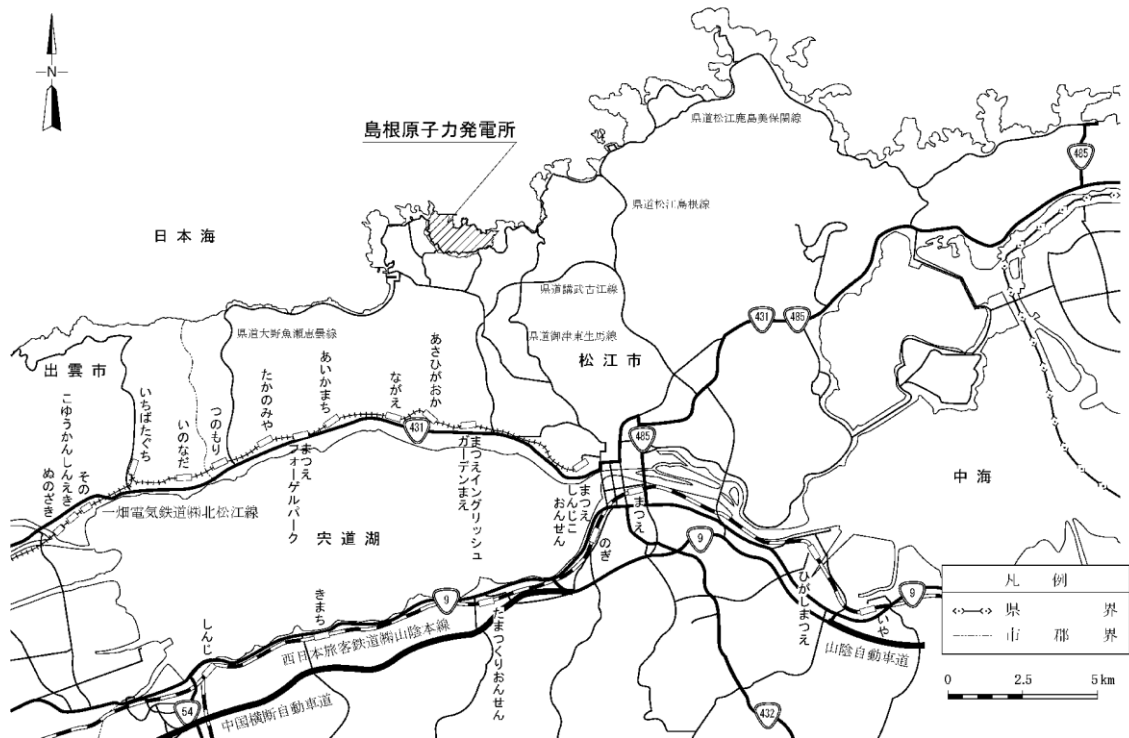 N
島根原子力発電所
日本海
県道松江鹿島美保関線
485
県道松江島根線
県道講武古江線
県道御津東生馬線
県道大野魚瀬恵曇線
431
485
松江市
出雲市
中海
宍道湖
ぬのざき
こゆうかんしんえき
その
いちばたぐち
いのなだ
つのもり
たかのみや
まつえ
フォーゲルパーク
あいかまち
ながえ
431
あさひがおか
まつえイングリッシュ
ガーデンまえ
まつえ
しんじこ
おんせん
485
まつえ
のぎ
一畑電気鉄道㈱北松江線
9
ひがしまつえ
いや
9
山陰自動車道
しんじ
きまち
9
たまつくりおんせん
西日本旅客鉄道㈱山陰本線
中国横断自動車道
54
432
凡例
県界
市郡界
0 2.5 5km